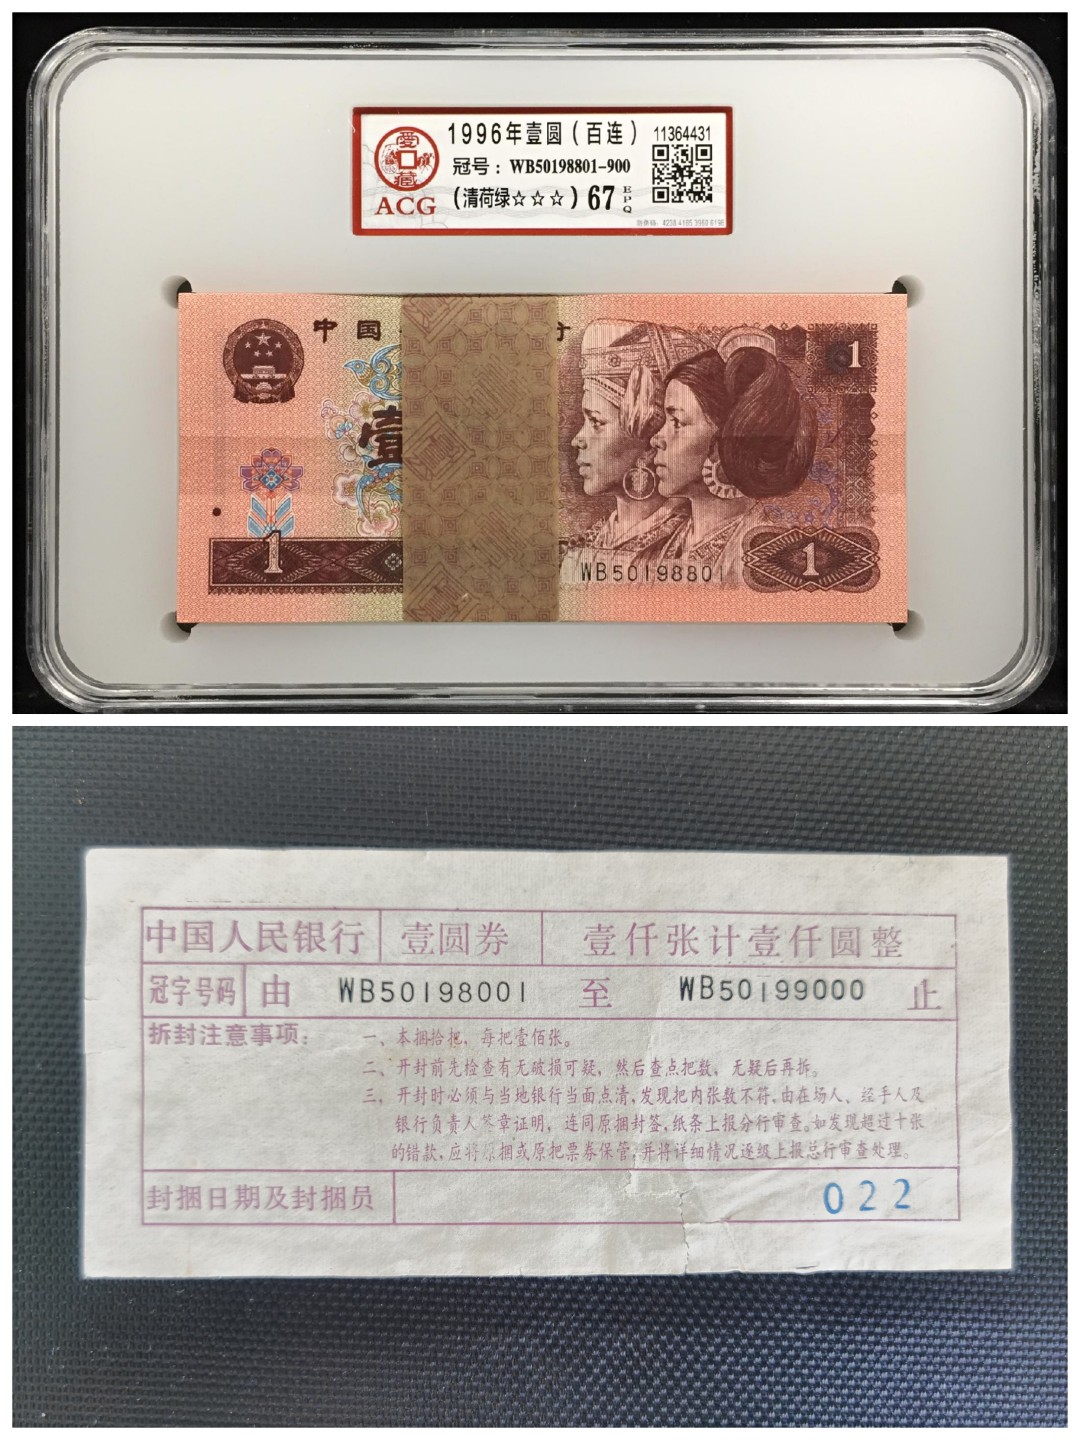 1996年壹圆（百连）
11364431
冠号：WB50198801-900
（清荷绿☆☆☆）67 EPQ
爱藏
ACG
中国
1
壹
1
WB50198801
1
中国人民银行 壹圆券 壹仟张计壹仟圆整
冠字号码 由 WB50198001 至 WB50199000 止
拆封注意事项：
一、本捆拾把，每把壹佰张。
二、开封前先检查有无破损可疑，然后查点把数，无疑后再拆。
三、开封时必须与当地银行当面点清，发现把内张数不符，由在场人、经手人及
银行负责人签章证明，连同原捆封签，纸条上报分行审查。如发现超过十张
的错款，应将原捆或原把票券保管，并将详细情况逐级上报总行审查处理。
封捆日期及封捆员
022